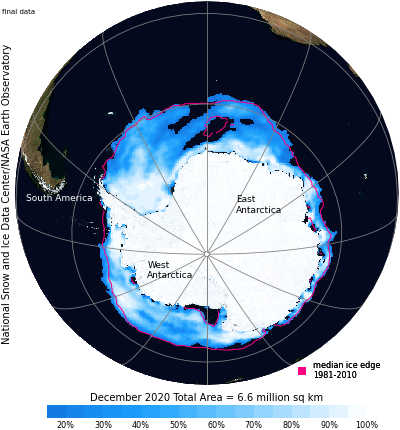 final data
National Snow and Ice Data Center/NASA Earth Observatory
South America
East
Antarctica
West
Antarctica
median ice edge
1981-2010
December 2020 Total Area = 6.6 million sq km
20% 30% 40% 50% 60% 70% 80% 90% 100%